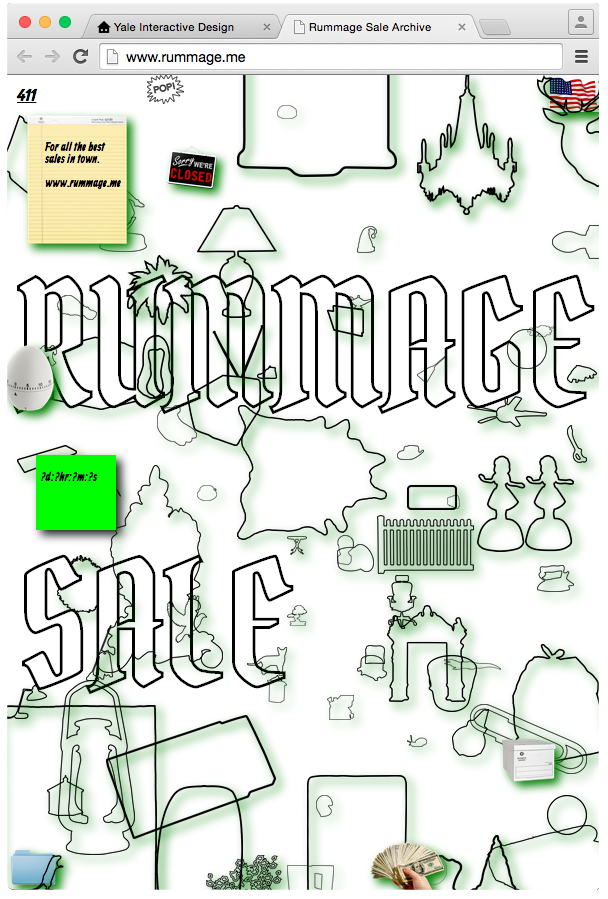 Yale Interactive Design
Rummage Sale Archive
www.rummage.me
411
POP!
For all the best
sales in town.
www.rummage.me
Sorry WE'RE
CLOSED
RUMMAGE
?d:?hr:?m:?s
SALE